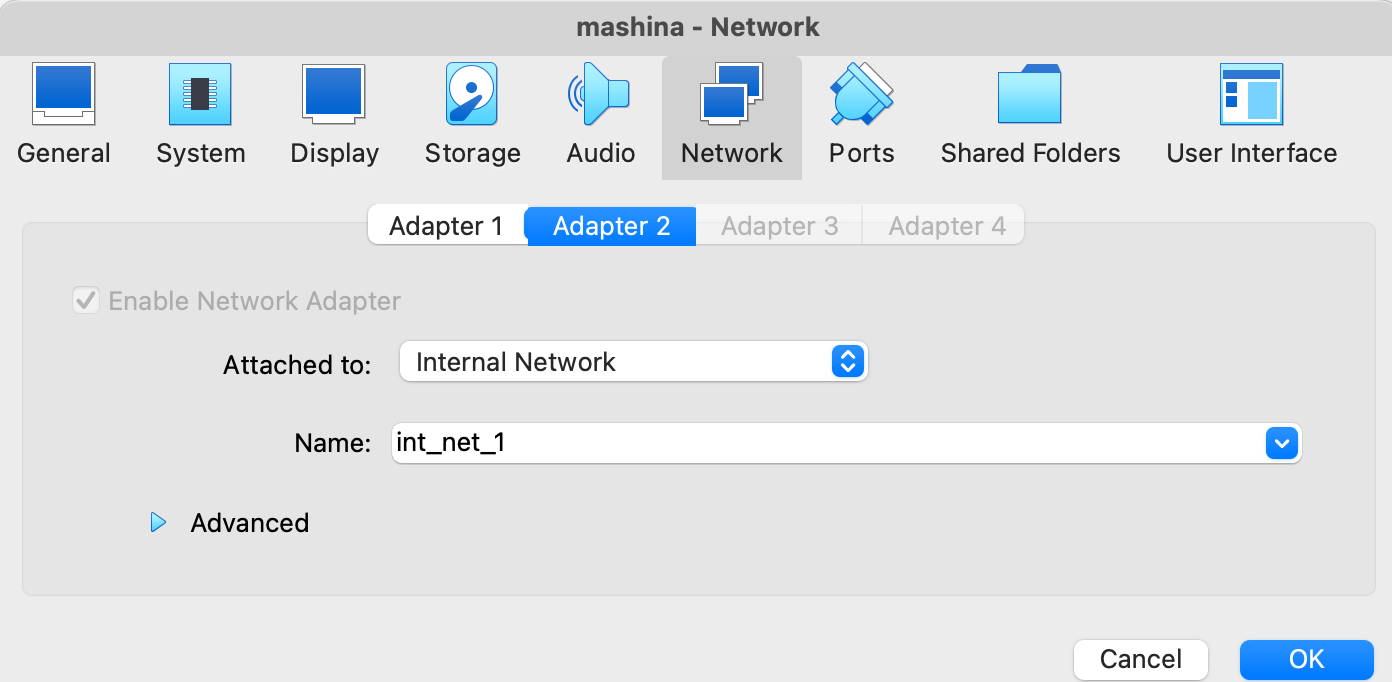 mashina - Network
General System Display Storage Audio Network Ports Shared Folders User Interface
Adapter 1 Adapter 2 Adapter 3 Adapter 4
Enable Network Adapter
Attached to: Internal Network
Name: int_net_1
Advanced
Cancel OK